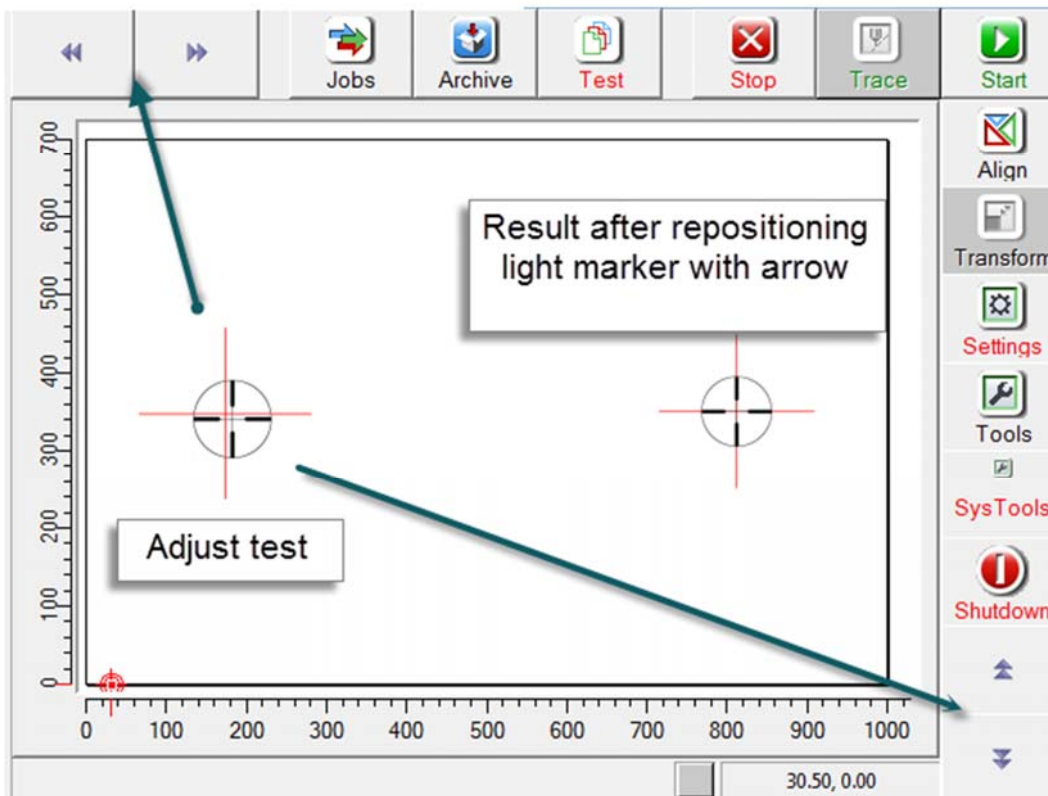 Jobs
Archive
Test
Stop
Trace
Start
Align
Transform
Settings
Tools
SysTools
Shutdown
700
600
500
400
300
200
100
0
Result after repositioning
light marker with arrow
Adjust test
0 100 200 300 400 500 600 700 800 900 1000
30.50, 0.00